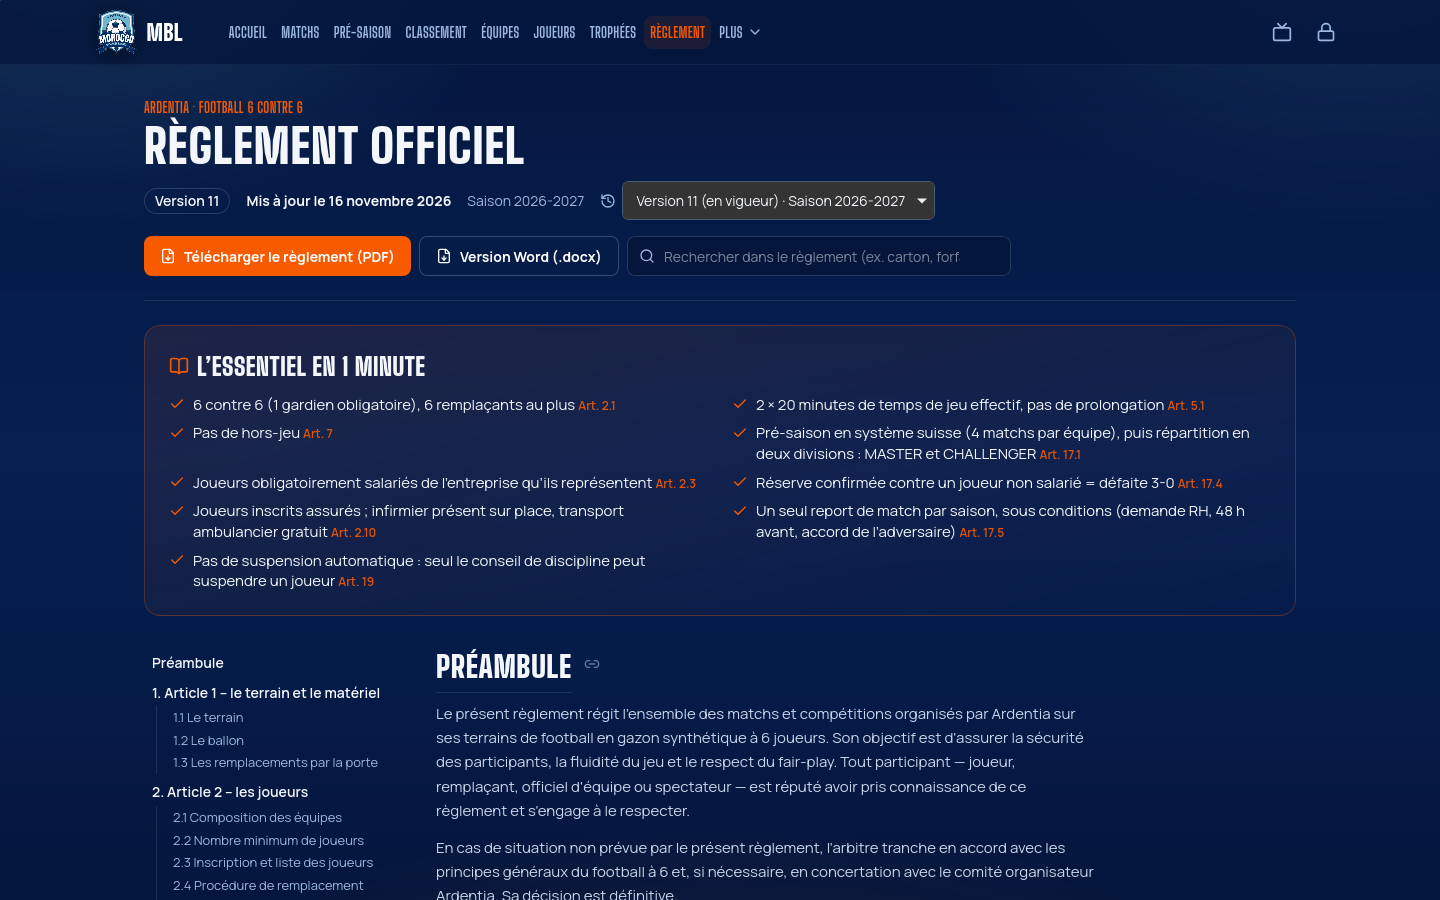 MOROCCO
MBL
ACCUEIL MATCHS PRÉ-SAISON CLASSEMENT ÉQUIPES JOUEURS TROPHÉES RÈGLEMENT PLUS
ARDENTIA · FOOTBALL 6 CONTRE 6
RÈGLEMENT OFFICIEL
Version 11 Mis à jour le 16 novembre 2026 Saison 2026-2027 Version 11 (en vigueur) · Saison 2026-2027
Télécharger le règlement (PDF) Version Word (.docx) Rechercher dans le règlement (ex. carton, forf
L'ESSENTIEL EN 1 MINUTE
6 contre 6 (1 gardien obligatoire), 6 remplaçants au plus Art. 2.1
2 × 20 minutes de temps de jeu effectif, pas de prolongation Art. 5.1
Pas de hors-jeu Art. 7
Pré-saison en système suisse (4 matchs par équipe), puis répartition en
deux divisions : MASTER et CHALLENGER Art. 17.1
Joueurs obligatoirement salariés de l'entreprise qu'ils représentent Art. 2.3
Réserve confirmée contre un joueur non salarié = défaite 3-0 Art. 17.4
Joueurs inscrits assurés ; infirmier présent sur place, transport
ambulancier gratuit Art. 2.10
Un seul report de match par saison, sous conditions (demande RH, 48 h
avant, accord de l'adversaire) Art. 17.5
Pas de suspension automatique : seul le conseil de discipline peut
suspendre un joueur Art. 19
Préambule
1. Article 1 – le terrain et le matériel
1.1 Le terrain
1.2 Le ballon
1.3 Les remplacements par la porte
2. Article 2 – les joueurs
2.1 Composition des équipes
2.2 Nombre minimum de joueurs
2.3 Inscription et liste des joueurs
2.4 Procédure de remplacement
PRÉAMBULE
Le présent règlement régit l'ensemble des matchs et compétitions organisés par Ardentia sur
ses terrains de football en gazon synthétique à 6 joueurs. Son objectif est d'assurer la sécurité
des participants, la fluidité du jeu et le respect du fair-play. Tout participant — joueur,
remplaçant, officiel d'équipe ou spectateur — est réputé avoir pris connaissance de ce
règlement et s'engage à le respecter.
En cas de situation non prévue par le présent règlement, l'arbitre tranche en accord avec les
principes généraux du football à 6 et, si nécessaire, en concertation avec le comité organisateur
Ardentia. Sa décision est définitive.